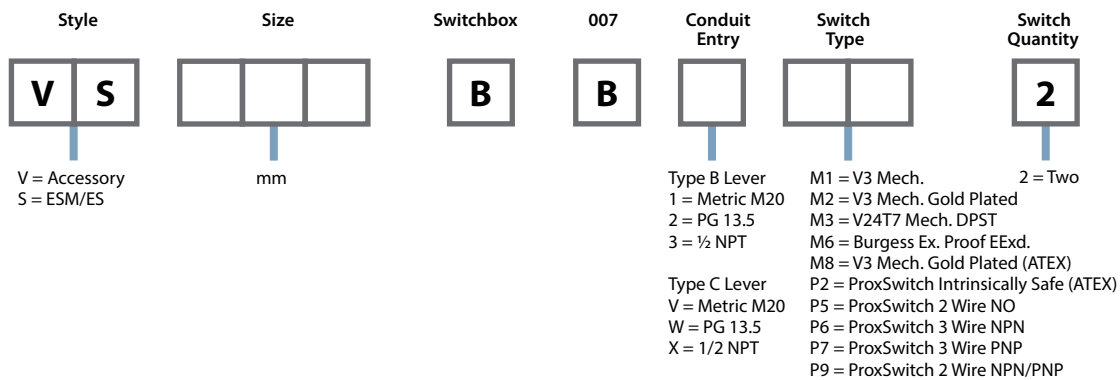 Style
Size
Switchbox
007
Conduit
Entry
Switch
Type
Switch
Quantity
V S
B
B
2
V = Accessory
S = ESM/ES
mm
Type B Lever
1 = Metric M20
2 = PG 13.5
3 = ½ NPT
Type C Lever
V = Metric M20
W = PG 13.5
X = 1/2 NPT
M1 = V3 Mech.
M2 = V3 Mech. Gold Plated
M3 = V24T7 Mech. DPST
M6 = Burgess Ex. Proof EExd.
M8 = V3 Mech. Gold Plated (ATEX)
P2 = ProxSwitch Intrinsically Safe (ATEX)
P5 = ProxSwitch 2 Wire NO
P6 = ProxSwitch 3 Wire NPN
P7 = ProxSwitch 3 Wire PNP
P9 = ProxSwitch 2 Wire NPN/PNP
2 = Two